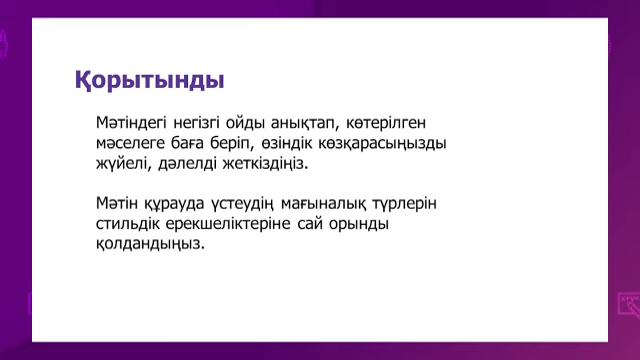 Қорытынды
Мәтіндегі негізгі ойды анықтап, көтерілген
мәселеге баға беріп, өзіндік көзқарасыңызды
жүйелі, дәлелді жеткіздіңіз.
Мәтін құрауда үстеудің мағыналық түрлерін
стильдік ерекшеліктеріне сай орынды
қолдандыңыз.